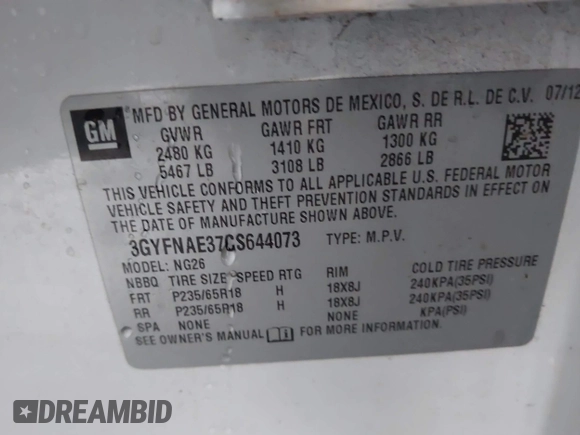 GM
MFD BY GENERAL MOTORS DE MEXICO, S. DE R.L. DE C.V. 07/12
GVWR GAWR FRT GAWR RR
2480 KG 1410 KG 1300 KG
5467 LB 3108 LB 2866 LB
THIS VEHICLE CONFORMS TO ALL APPLICABLE U.S. FEDERAL MOTOR
VEHICLE SAFETY AND THEFT PREVENTION STANDARDS IN EFFECT ON
THE DATE OF MANUFACTURE SHOWN ABOVE.
3GYFNAE37CS644073 TYPE: M.P.V.
MODEL: NG26
NBBQ TIRE SIZE SPEED RTG RIM COLD TIRE PRESSURE
FRT P235/65R18 H 18X8J 240KPA(35PSI)
RR P235/65R18 H 18X8J 240KPA(35PSI)
SPA NONE NONE KPA(PSI)
SEE OWNER'S MANUAL FOR MORE INFORMATION.
DREAMBID